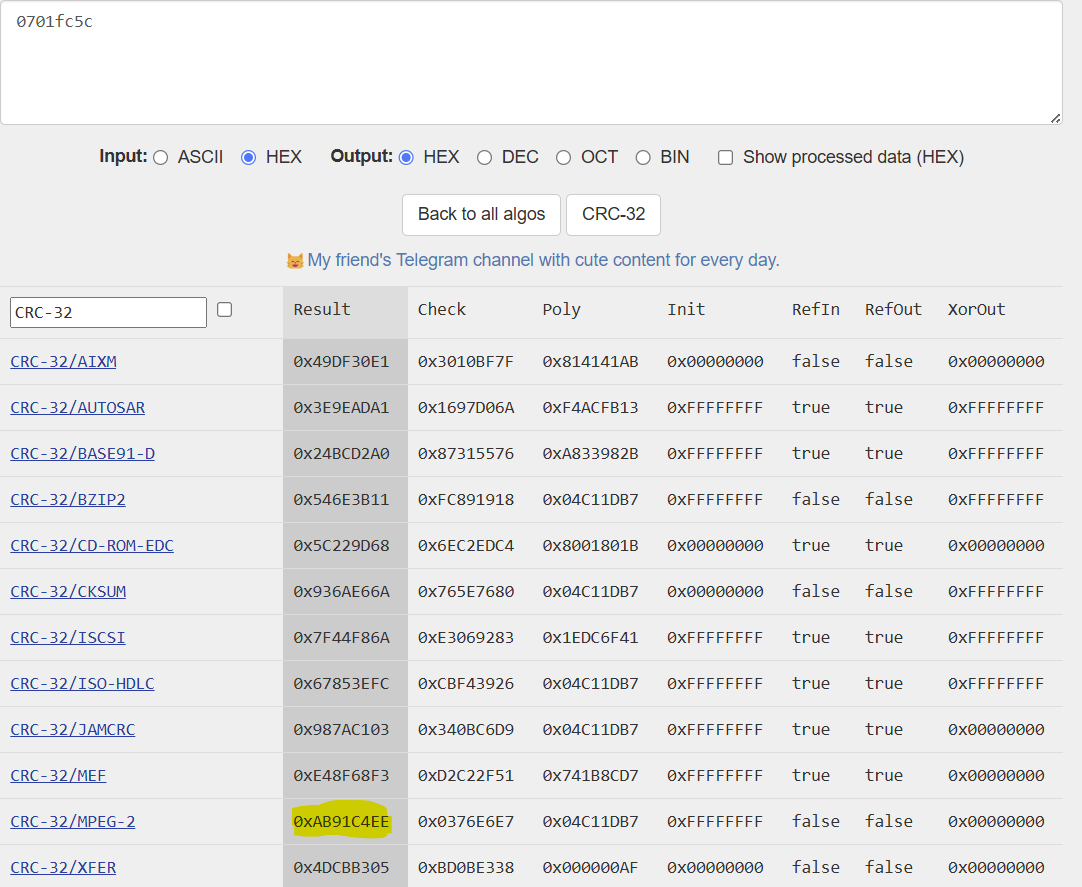 0701fc5c
Input: ASCII HEX Output: HEX DEC OCT BIN Show processed data (HEX)
Back to all algos CRC-32
My friend's Telegram channel with cute content for every day.
CRC-32 Result Check Poly Init RefIn RefOut XorOut
CRC-32/AIXM 0x49DF30E1 0x3010BF7F 0x814141AB 0x00000000 false false 0x00000000
CRC-32/AUTOSAR 0x3E9EADA1 0x1697D06A 0xF4ACFB13 0xFFFFFFFF true true 0xFFFFFFFF
CRC-32/BASE91-D 0x24BCD2A0 0x87315576 0xA833982B 0xFFFFFFFF true true 0xFFFFFFFF
CRC-32/BZIP2 0x546E3B11 0xFC891918 0x04C11DB7 0xFFFFFFFF false false 0xFFFFFFFF
CRC-32/CD-ROM-EDC 0x5C229D68 0x6EC2EDC4 0x8001801B 0x00000000 true true 0x00000000
CRC-32/CKSUM 0x936AE66A 0x765E7680 0x04C11DB7 0x00000000 false false 0xFFFFFFFF
CRC-32/ISCSI 0x7F44F86A 0xE3069283 0x1EDC6F41 0xFFFFFFFF true true 0xFFFFFFFF
CRC-32/ISO-HDLC 0x67853EFC 0xCBF43926 0x04C11DB7 0xFFFFFFFF true true 0xFFFFFFFF
CRC-32/JAMCRC 0x987AC103 0x340BC6D9 0x04C11DB7 0xFFFFFFFF true true 0x00000000
CRC-32/MEF 0xE48F68F3 0xD2C22F51 0x741B8CD7 0xFFFFFFFF true true 0x00000000
CRC-32/MPEG-2 0xAB91C4EE 0x0376E6E7 0x04C11DB7 0xFFFFFFFF false false 0x00000000
CRC-32/XFER 0x4DCBB305 0xBD0BE338 0x000000AF 0x00000000 false false 0x00000000